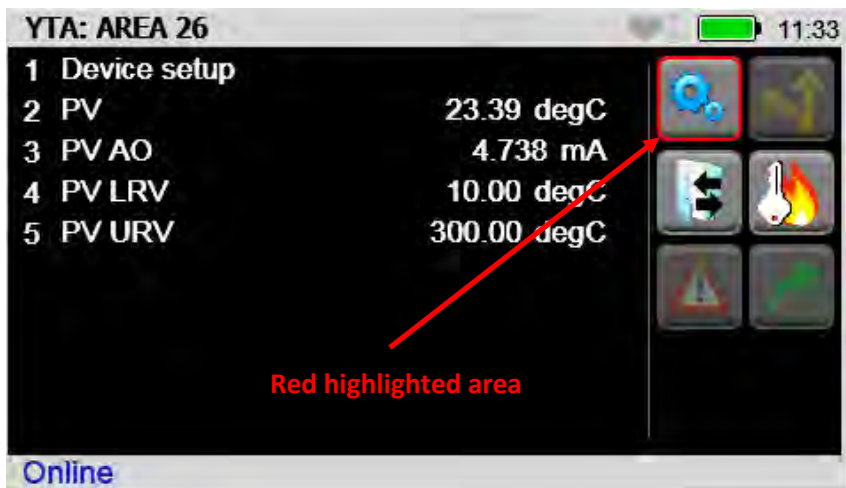 YTA: AREA 26 11:33
1 Device setup
2 PV 23.39 degC
3 PV AO 4.738 mA
4 PV LRV 10.00 degC
5 PV URV 300.00 degC
Red highlighted area
Online